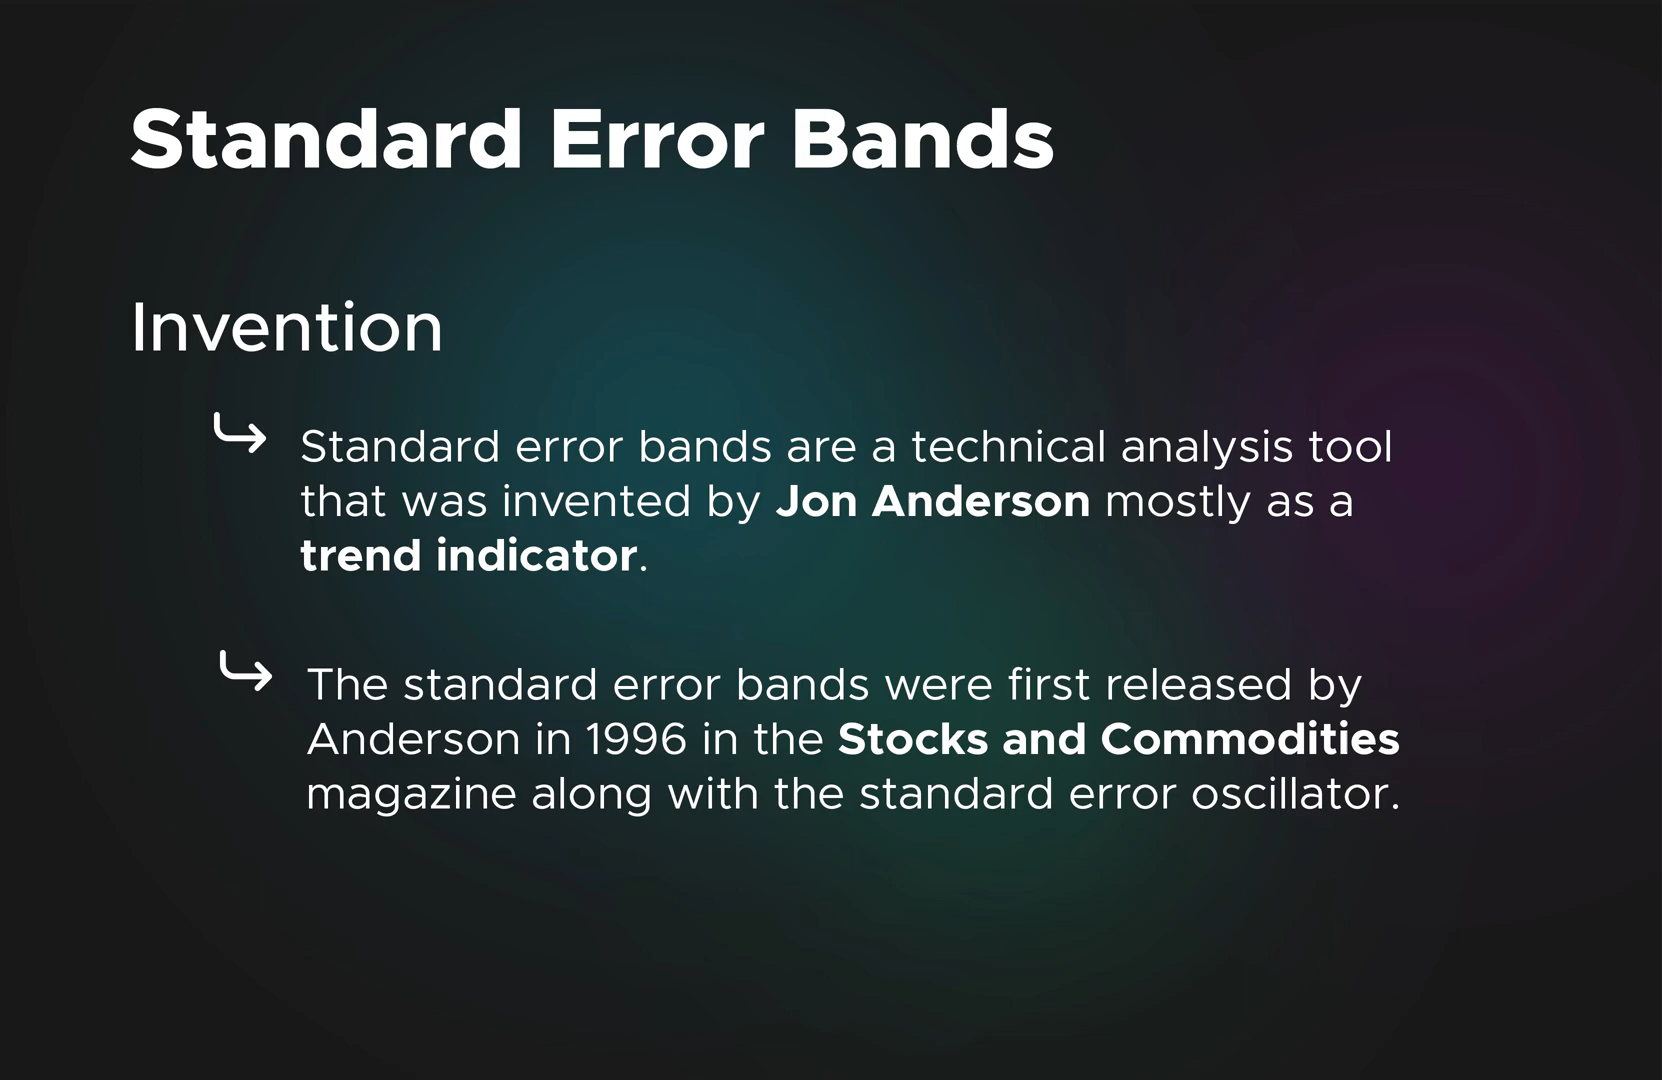 Standard Error Bands
Invention
Standard error bands are a technical analysis tool
that was invented by Jon Anderson mostly as a
trend indicator.
The standard error bands were first released by
Anderson in 1996 in the Stocks and Commodities
magazine along with the standard error oscillator.